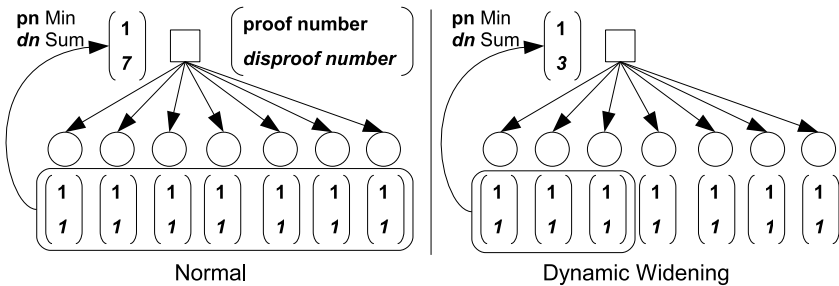 pn Min
dn Sum
1
7
proof number
disproof number
1 1 1 1 1 1 1
1 1 1 1 1 1 1
Normal
pn Min
dn Sum
1
3
1 1 1 1 1 1 1
1 1 1 1 1 1 1
Dynamic Widening